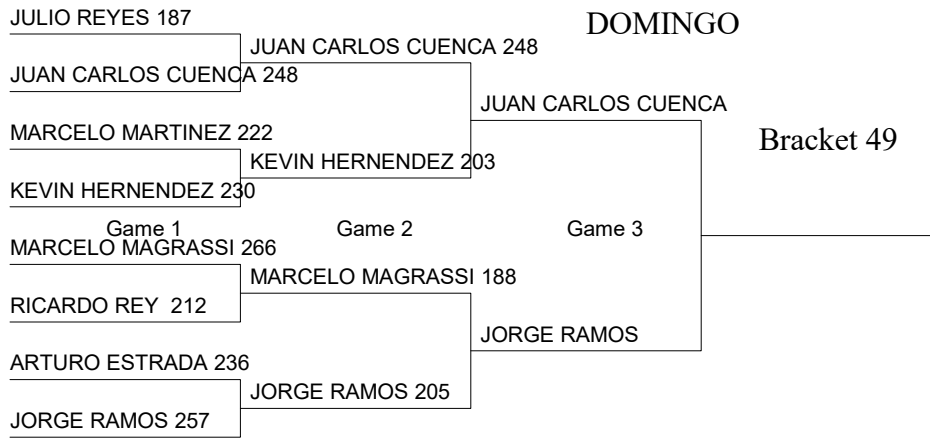 JULIO REYES 187
DOMINGO
JUAN CARLOS CUENCA 248
JUAN CARLOS CUENCA 248
JUAN CARLOS CUENCA
MARCELO MARTINEZ 222
Bracket 49
KEVIN HERNENDEZ 203
KEVIN HERNENDEZ 230
Game 1
Game 2
Game 3
MARCELO MAGRASSI 266
MARCELO MAGRASSI 188
RICARDO REY 212
JORGE RAMOS
ARTURO ESTRADA 236
JORGE RAMOS 205
JORGE RAMOS 257